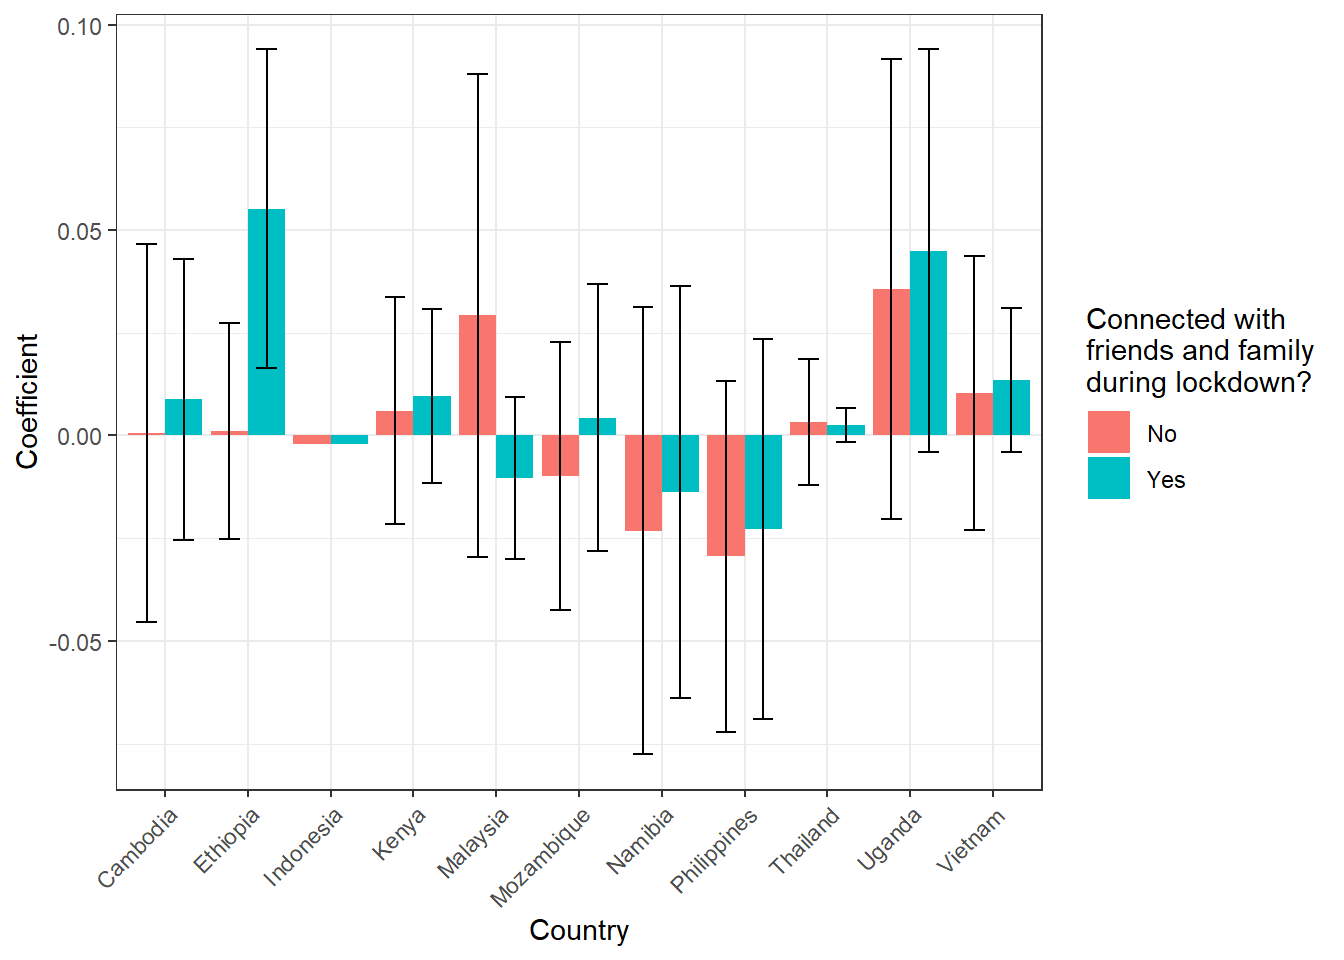 0.10
0.05
0.00
-0.05
Coefficient
Cambodia
Ethiopia
Indonesia
Kenya
Malaysia
Mozambique
Namibia
Philippines
Thailand
Uganda
Vietnam
Country
Connected with
friends and family
during lockdown?
No
Yes